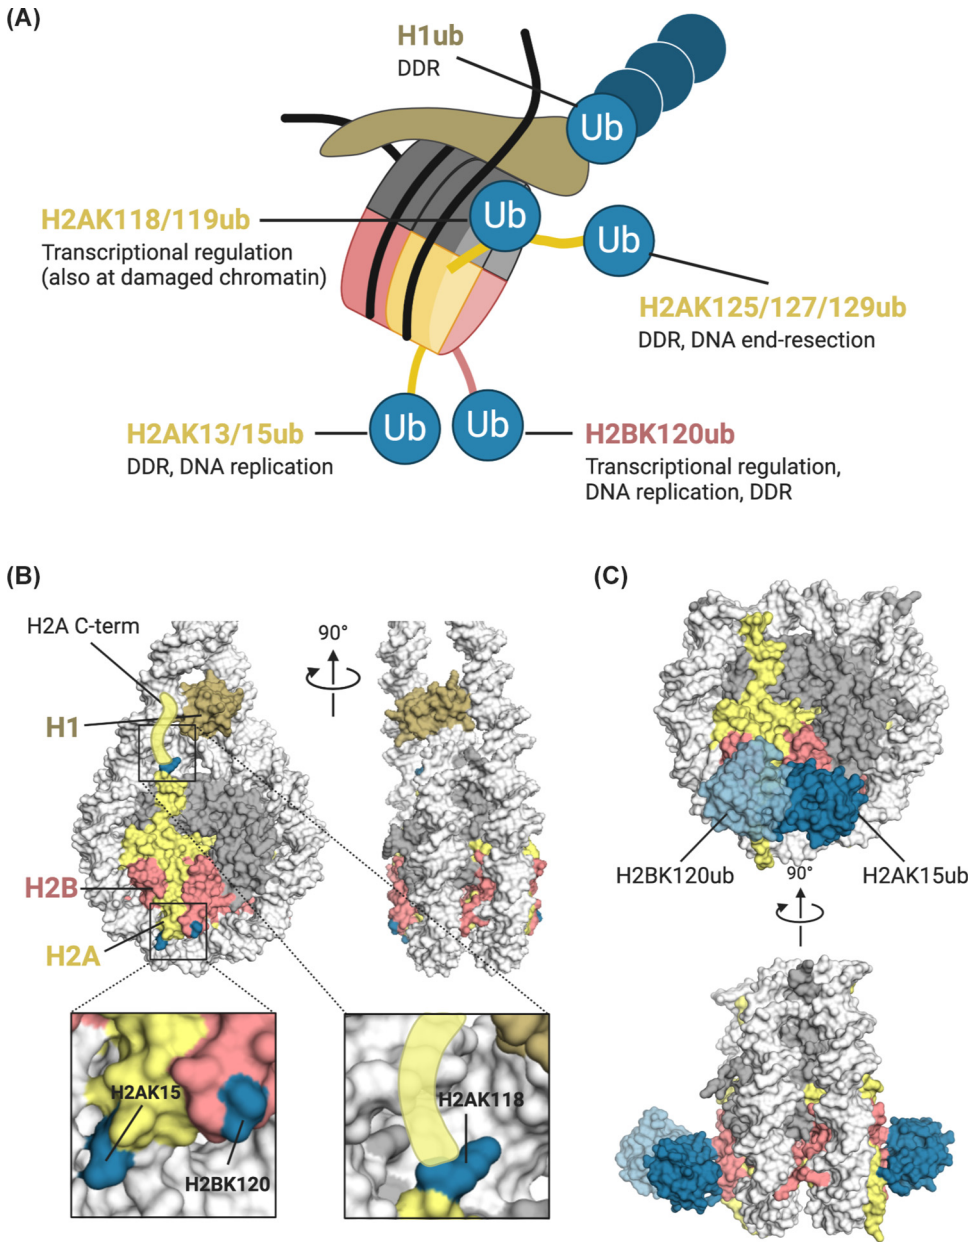 (A)
H1ub
DDR
Ub
Ub
Ub
H2AK118/119ub
Transcriptional regulation
(also at damaged chromatin)
H2AK125/127/129ub
DDR, DNA end-resection
H2AK13/15ub
DDR, DNA replication
Ub
Ub
H2BK120ub
Transcriptional regulation,
DNA replication, DDR
(B)
H2A C-term
H1
H2B
H2A
90°
H2AK15
H2BK120
H2AK118
(C)
H2BK120ub
H2AK15ub
90°